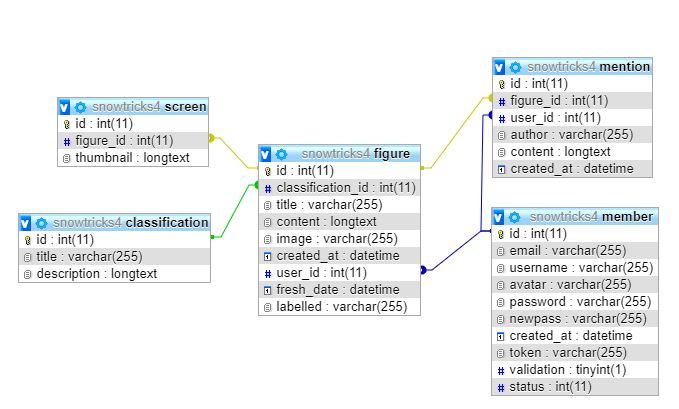 snowtricks4 screen
id : int(11)
figure_id : int(11)
thumbnail : longtext
snowtricks4 classification
id : int(11)
title : varchar(255)
description : longtext
snowtricks4 figure
id : int(11)
classification_id : int(11)
title : varchar(255)
content : longtext
image : varchar(255)
created_at : datetime
user_id : int(11)
fresh_date : datetime
labelled : varchar(255)
snowtricks4 mention
id : int(11)
figure_id : int(11)
user_id : int(11)
author : varchar(255)
content : longtext
created_at : datetime
snowtricks4 member
id : int(11)
email : varchar(255)
username : varchar(255)
avatar : varchar(255)
password : varchar(255)
newpass : varchar(255)
created_at : datetime
token : varchar(255)
validation : tinyint(1)
status : int(11)